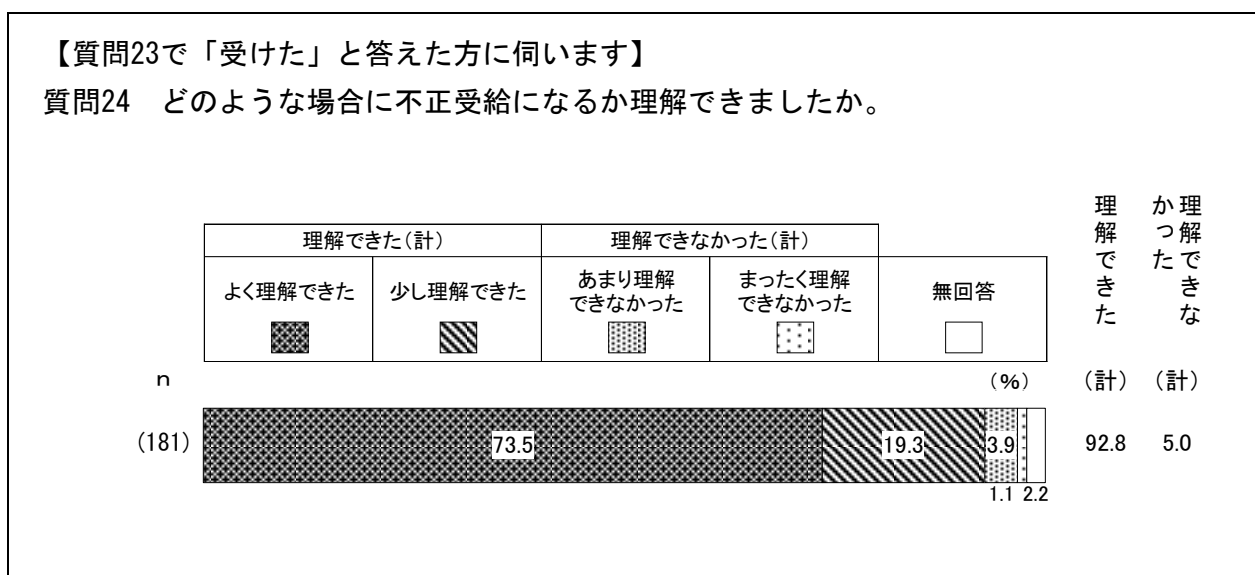 【質問23で「受けた」と答えた方に伺います】
質問24　どのような場合に不正受給になるか理解できましたか。
理解できた(計)
理解できなかった(計)
よく理解できた
少し理解できた
あまり理解
できなかった
まったく理解
できなかった
無回答
理解できた
(計)
理解できな
かった
(計)
n
(%)
(181)
73.5
19.3
3.9
1.1
2.2
92.8
5.0